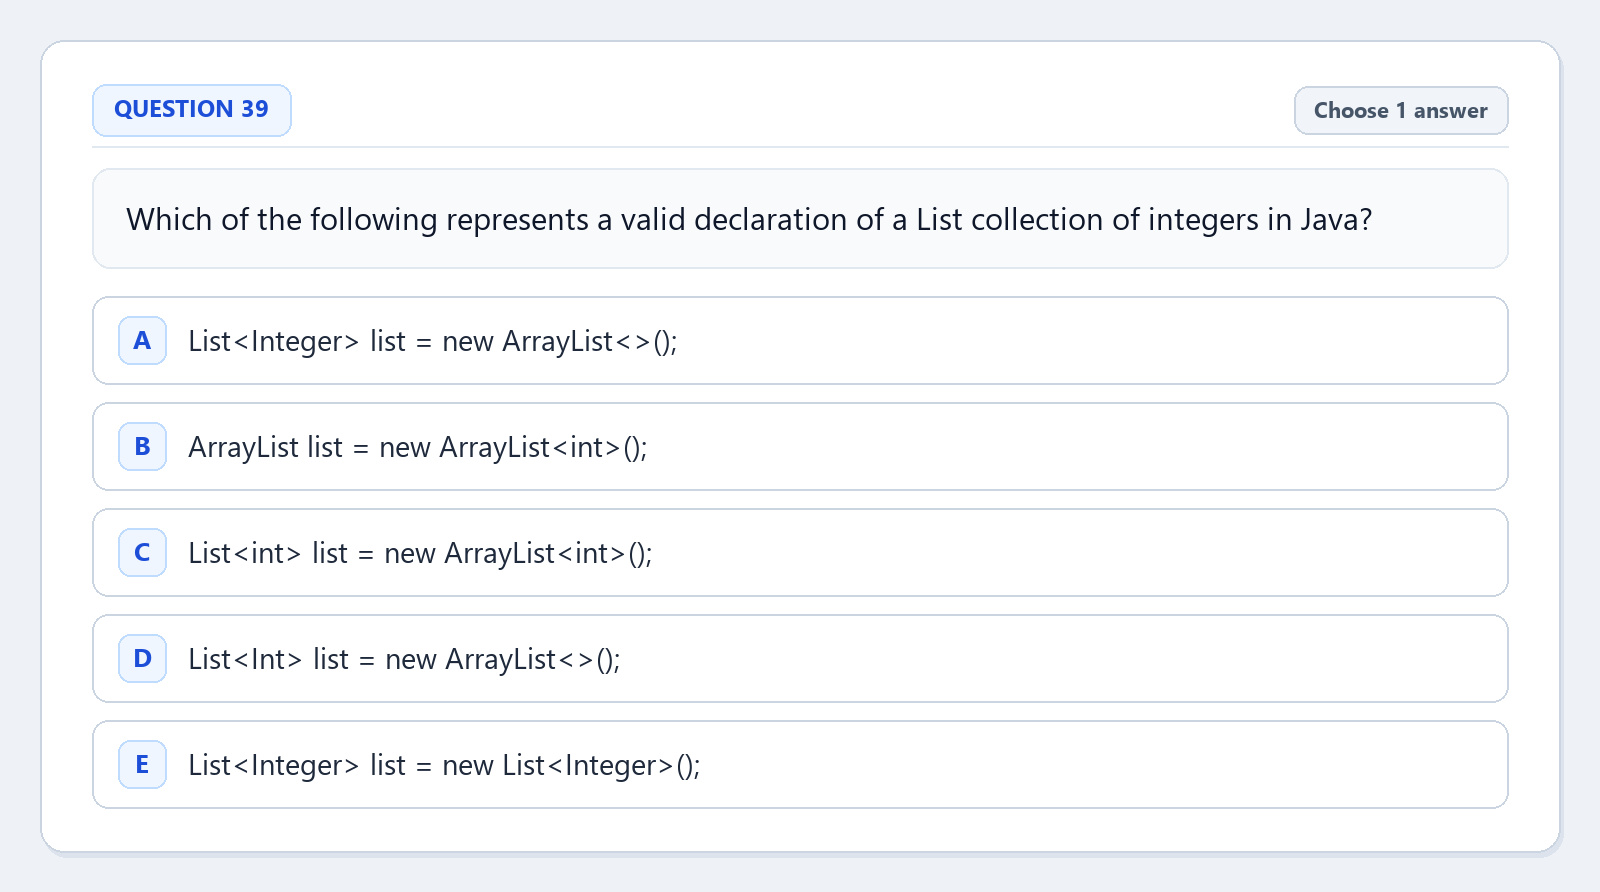 QUESTION 39
Choose 1 answer
Which of the following represents a valid declaration of a List collection of integers in Java?
A List<Integer> list = new ArrayList<>();
B ArrayList list = new ArrayList<int>();
C List<int> list = new ArrayList<int>();
D List<Int> list = new ArrayList<>();
E List<Integer> list = new List<Integer>();